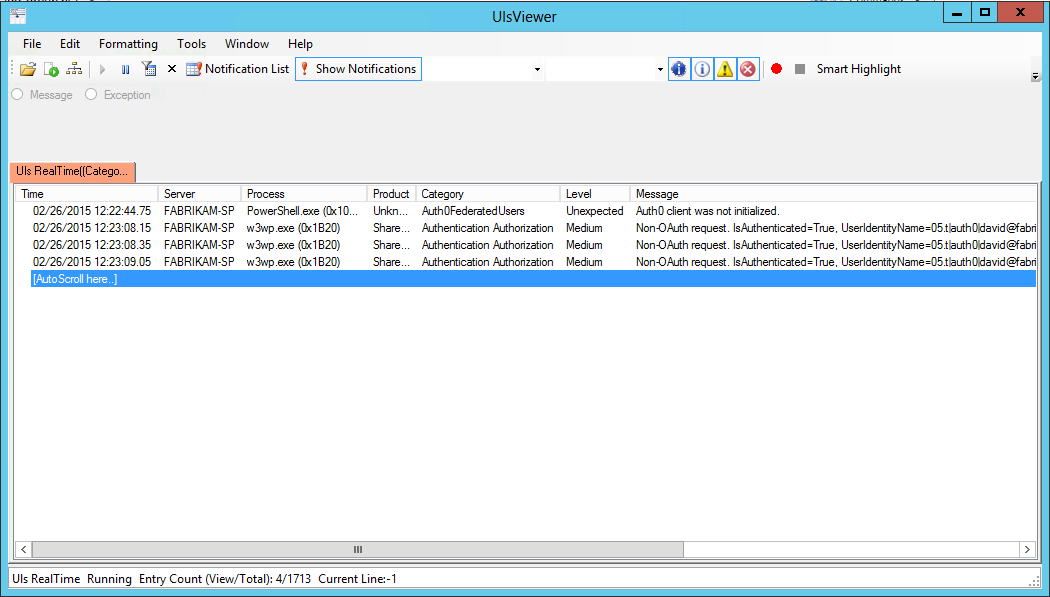 UlsViewer
File Edit Formatting Tools Window Help
Notification List Show Notifications Smart Highlight
Message Exception
Uls RealTime((Catego...
Time Server Process Product Category Level Message
02/26/2015 12:22:44.75 FABRIKAM-SP PowerShell.exe (0x10... Unkn... Auth0FederatedUsers Unexpected Auth0 client was not initialized.
02/26/2015 12:23:08.15 FABRIKAM-SP w3wp.exe (0x1B20) Share... Authentication Authorization Medium Non-OAuth request. IsAuthenticated=True, UserIdentityName=05.t|auth0|david@fabri
02/26/2015 12:23:08.35 FABRIKAM-SP w3wp.exe (0x1B20) Share... Authentication Authorization Medium Non-OAuth request. IsAuthenticated=True, UserIdentityName=05.t|auth0|david@fabri
02/26/2015 12:23:09.05 FABRIKAM-SP w3wp.exe (0x1B20) Share... Authentication Authorization Medium Non-OAuth request. IsAuthenticated=True, UserIdentityName=05.t|auth0|david@fabri
[AutoScroll here..]
Uls RealTime Running Entry Count (View/Total): 4/1713 Current Line:-1